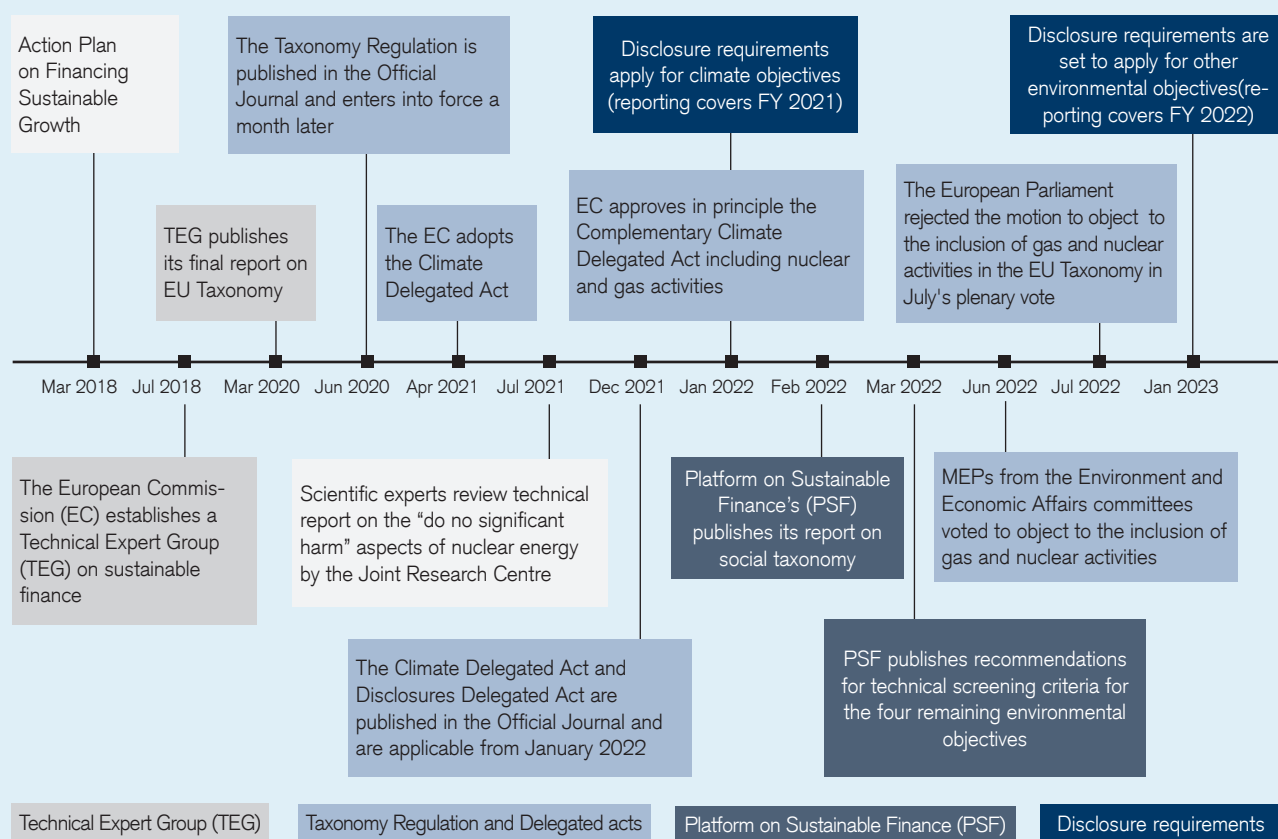 Action Plan
on Financing
Sustainable
Growth
The Taxonomy Regulation is
published in the Official
Journal and enters into force a
month later
Disclosure requirements
apply for climate objectives
(reporting covers FY 2021)
Disclosure requirements are
set to apply for other
environmental objectives(re-
porting covers FY 2022)
TEG publishes
its final report on
EU Taxonomy
The EC adopts
the Climate
Delegated Act
EC approves in principle the
Complementary Climate
Delegated Act including nuclear
and gas activities
The European Parliament
rejected the motion to object to
the inclusion of gas and nuclear
activities in the EU Taxonomy in
July's plenary vote
Mar 2018 Jul 2018 Mar 2020 Jun 2020 Apr 2021 Jul 2021 Dec 2021 Jan 2022 Feb 2022 Mar 2022 Jun 2022 Jul 2022 Jan 2023
The European Commis-
sion (EC) establishes a
Technical Expert Group
(TEG) on sustainable
finance
Scientific experts review technical
report on the “do no significant
harm” aspects of nuclear energy
by the Joint Research Centre
Platform on Sustainable
Finance’s (PSF)
publishes its report on
social taxonomy
MEPs from the Environment and
Economic Affairs committees
voted to object to the inclusion of
gas and nuclear activities
The Climate Delegated Act and
Disclosures Delegated Act are
published in the Official Journal and
are applicable from January 2022
PSF publishes recommendations
for technical screening criteria for
the four remaining environmental
objectives
Technical Expert Group (TEG)
Taxonomy Regulation and Delegated acts
Platform on Sustainable Finance (PSF)
Disclosure requirements